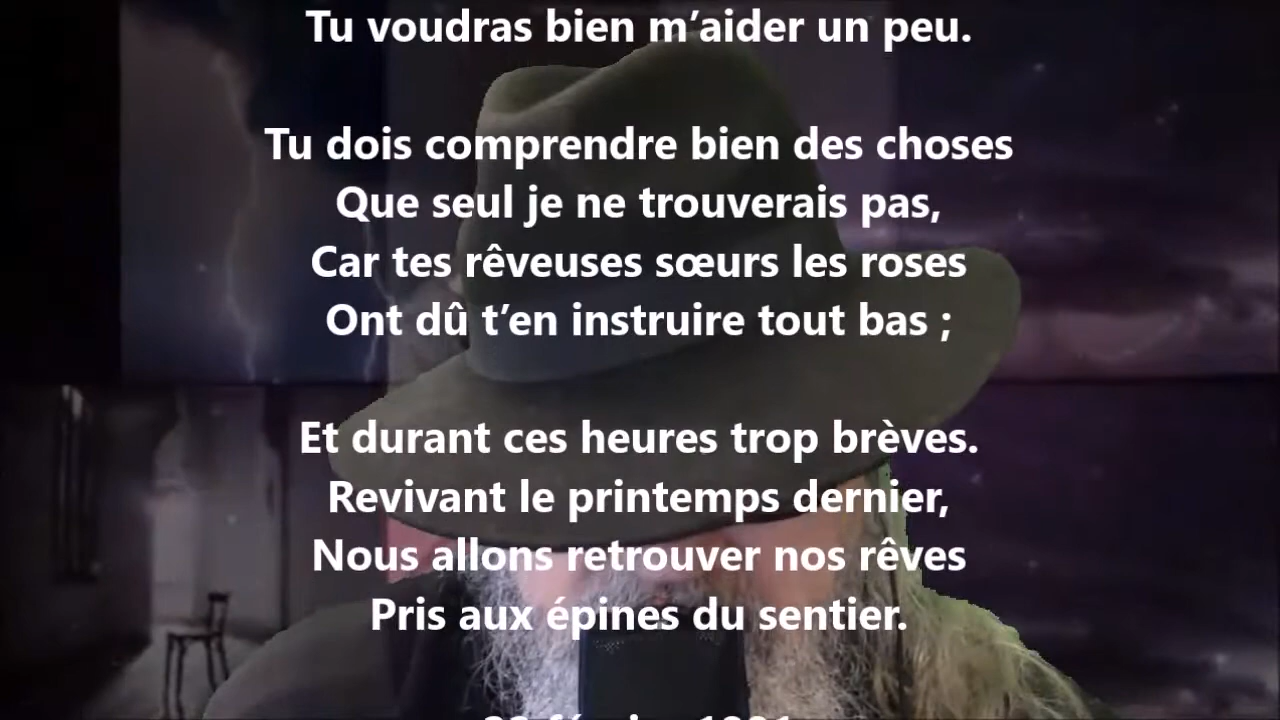 Tu voudras bien m’aider un peu.
Tu dois comprendre bien des choses
Que seul je ne trouverais pas,
Car tes rêveuses sœurs les roses
Ont dû t’en instruire tout bas ;
Et durant ces heures trop brèves.
Revivant le printemps dernier,
Nous allons retrouver nos rêves
Pris aux épines du sentier.